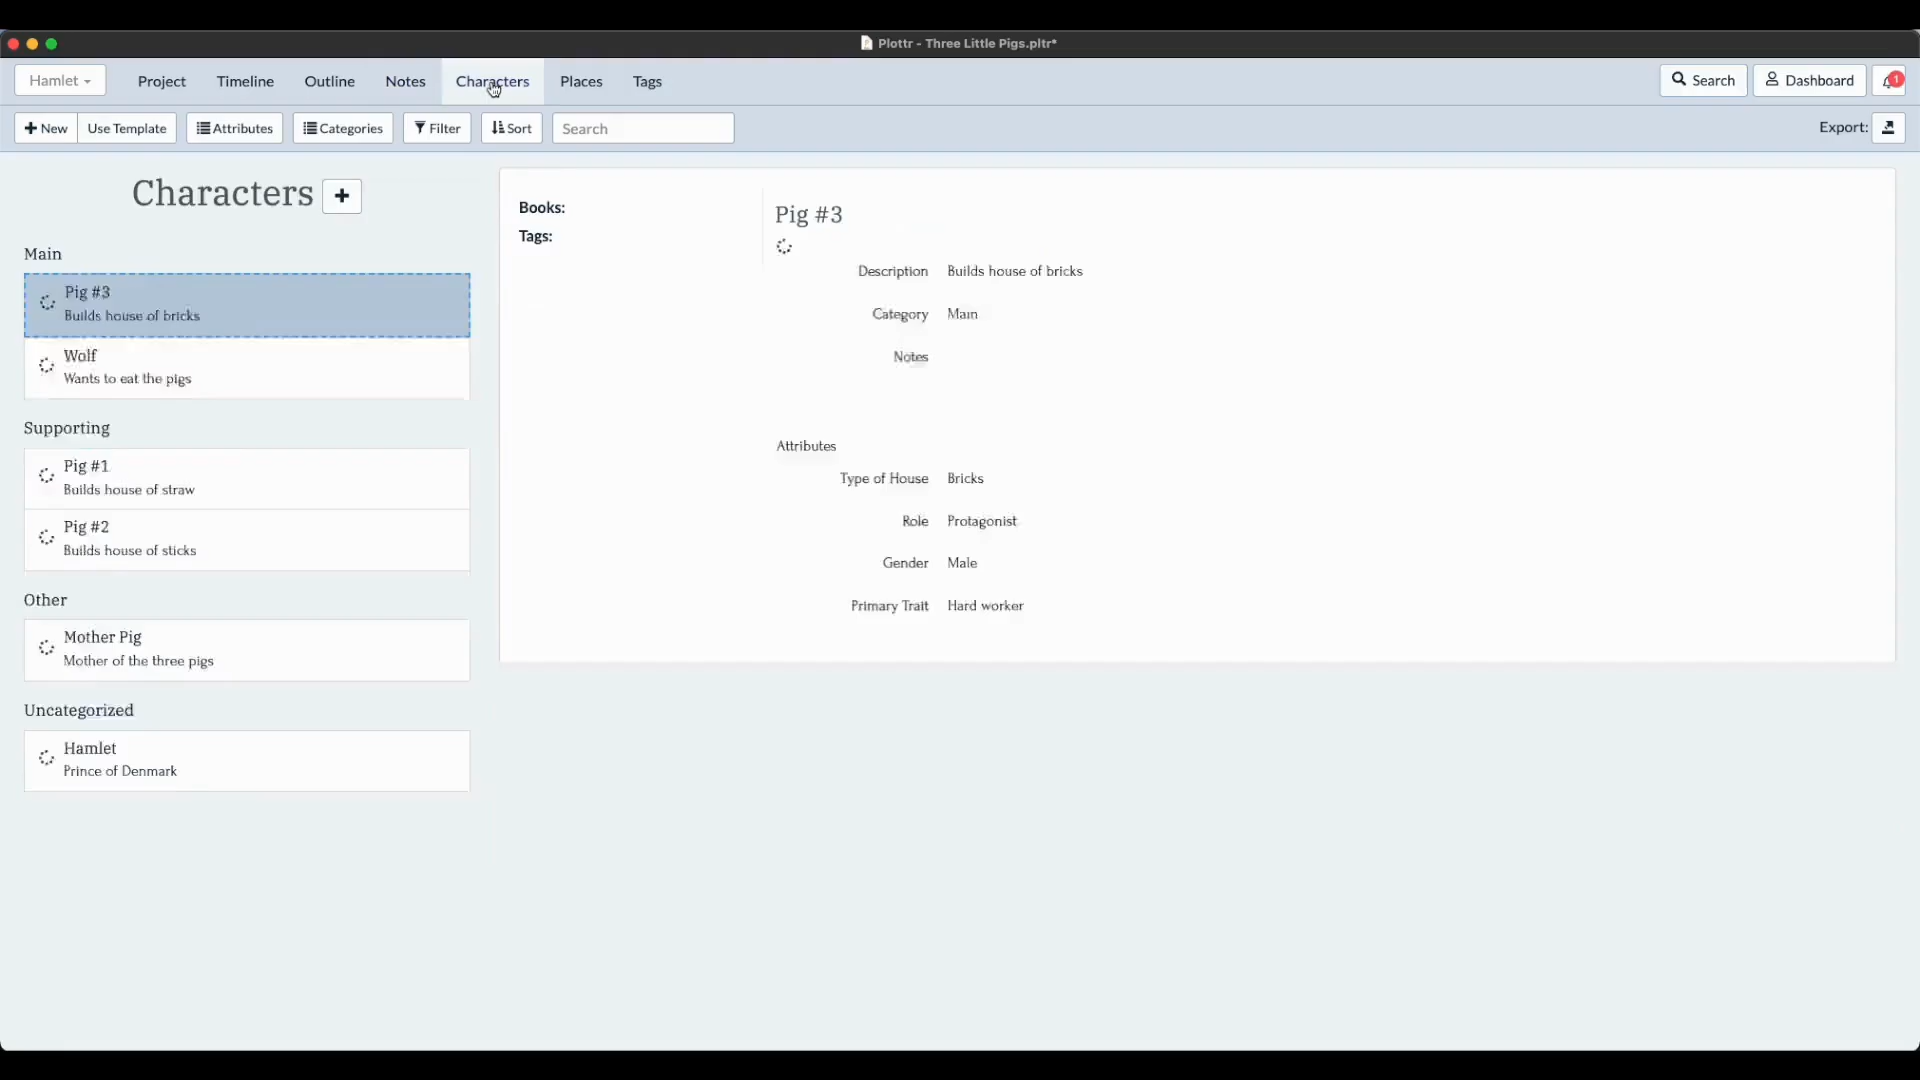 Plottr - Three Little Pigs.pltr*
Hamlet
Project
Timeline
Outline
Notes
Characters
Places
Tags
Search
Dashboard
1
New
Use Template
Attributes
Categories
Filter
Sort
Search
Export:
Characters
Main
Pig #3
Builds house of bricks
Wolf
Wants to eat the pigs
Supporting
Pig #1
Builds house of straw
Pig #2
Builds house of sticks
Other
Mother Pig
Mother of the three pigs
Uncategorized
Hamlet
Prince of Denmark
Books:
Tags:
Pig #3
Description Builds house of bricks
Category Main
Notes
Attributes
Type of House Bricks
Role Protagonist
Gender Male
Primary Trait Hard worker